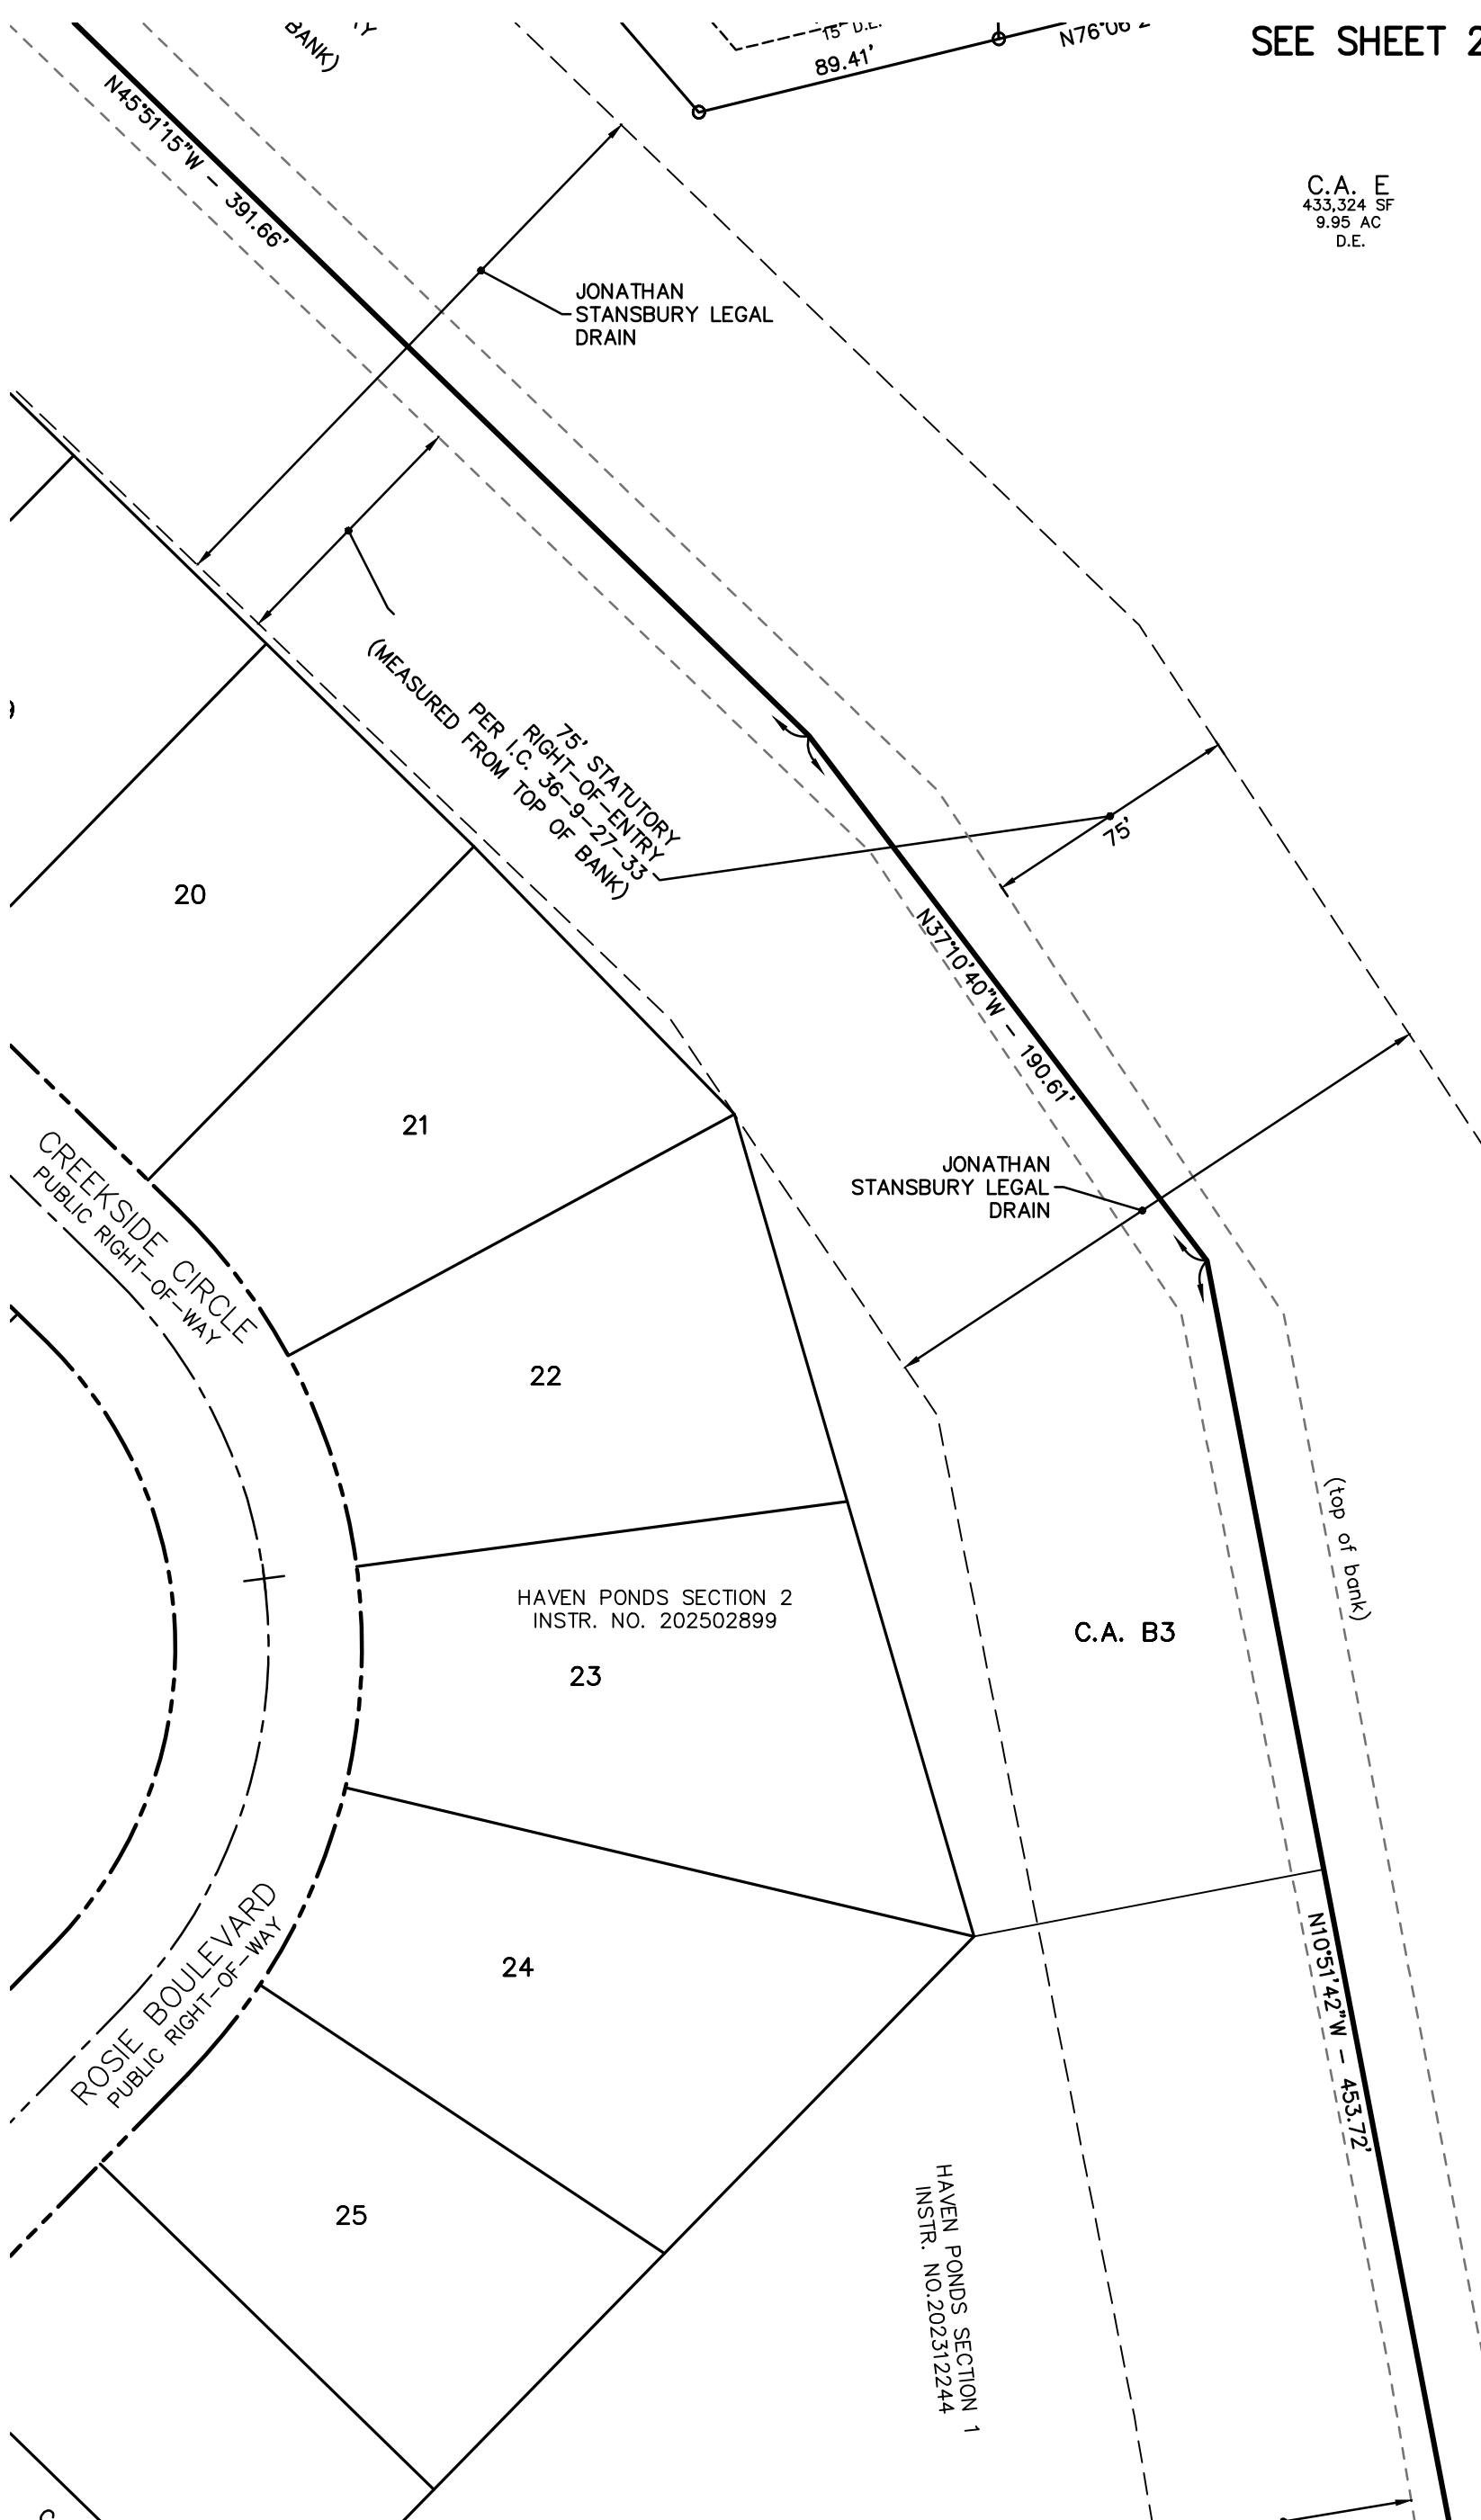 BANK)
15' D.E.
89.41'
N76°06'2
SEE SHEET 2
N45°51'15"W - 391.66'
C.A. E
433,324 SF
9.95 AC
D.E.
JONATHAN
STANSBURY LEGAL
DRAIN
75' STATUTORY
RIGHT-OF-ENTRY
PER I.C. 36-9-27-33
(MEASURED FROM TOP OF BANK)
75'
20
N37°10'40"W - 190.61'
21
CREEKSIDE CIRCLE
PUBLIC RIGHT-OF-WAY
JONATHAN
STANSBURY LEGAL
DRAIN
22
(top of bank)
HAVEN PONDS SECTION 2
INSTR. NO. 202502899
C.A. B3
23
ROSIE BOULEVARD
PUBLIC RIGHT-OF-WAY
24
N10°51'42"W - 453.72'
25
HAVEN PONDS SECTION 1
INSTR. NO.202312244